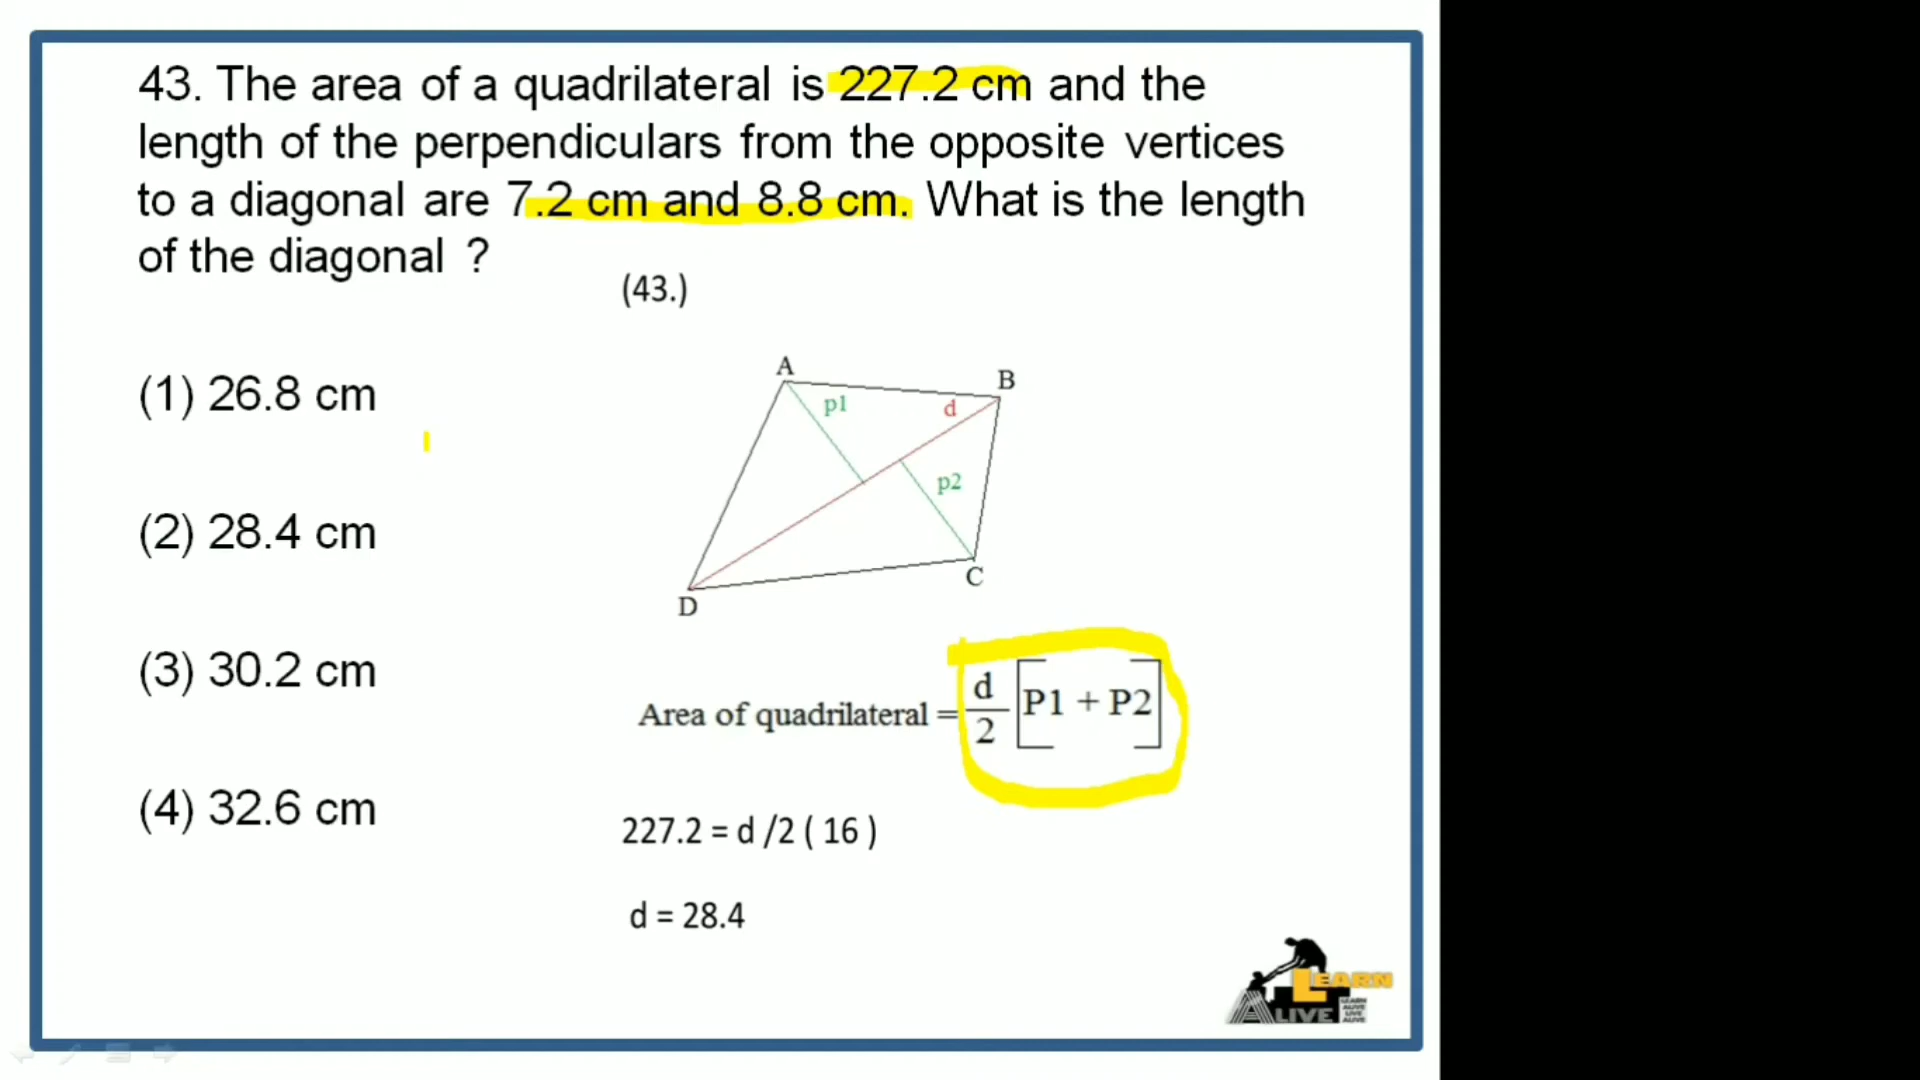 43. The area of a quadrilateral is 227.2 cm and the
length of the perpendiculars from the opposite vertices
to a diagonal are 7.2 cm and 8.8 cm. What is the length
of the diagonal ?
(43.)
(1) 26.8 cm
(2) 28.4 cm
(3) 30.2 cm
(4) 32.6 cm
A
B
p1
d
p2
C
D
Area of quadrilateral = d/2 [P1 + P2]
227.2 = d /2 ( 16 )
d = 28.4
LEARN
ALIVE